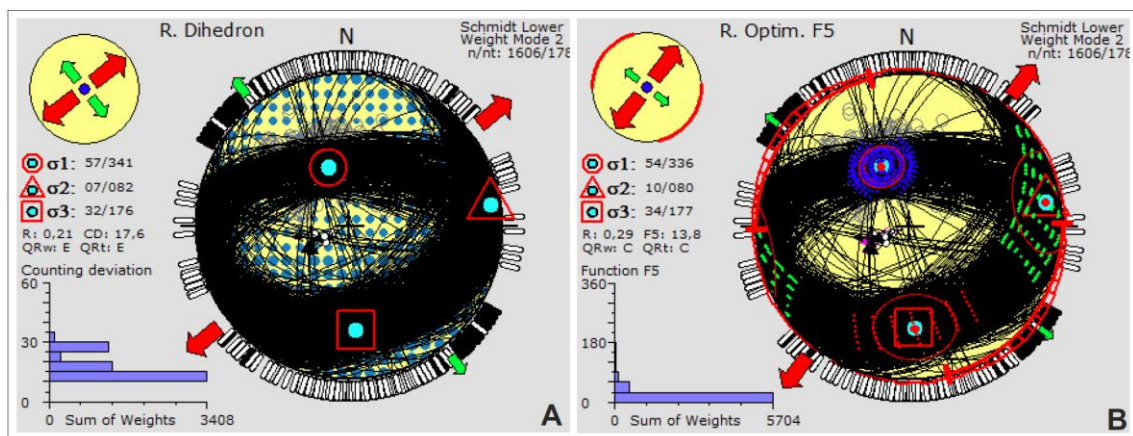 R. Dihedron
N
Schmidt Lower
Weight Mode 2
n/nt: 1606/178
σ1: 57/341
σ2: 07/082
σ3: 32/176
R: 0,21 CD: 17,6
QRw: E QRt: E
Counting deviation
60
30
0
0 Sum of Weights 3408
A
R. Optim. F5
N
Schmidt Lower
Weight Mode 2
n/nt: 1606/178
σ1: 54/336
σ2: 10/080
σ3: 34/177
R: 0,29 F5: 13,8
QRw: C QRt: C
Function F5
360
180
0
0 Sum of Weights 5704
B